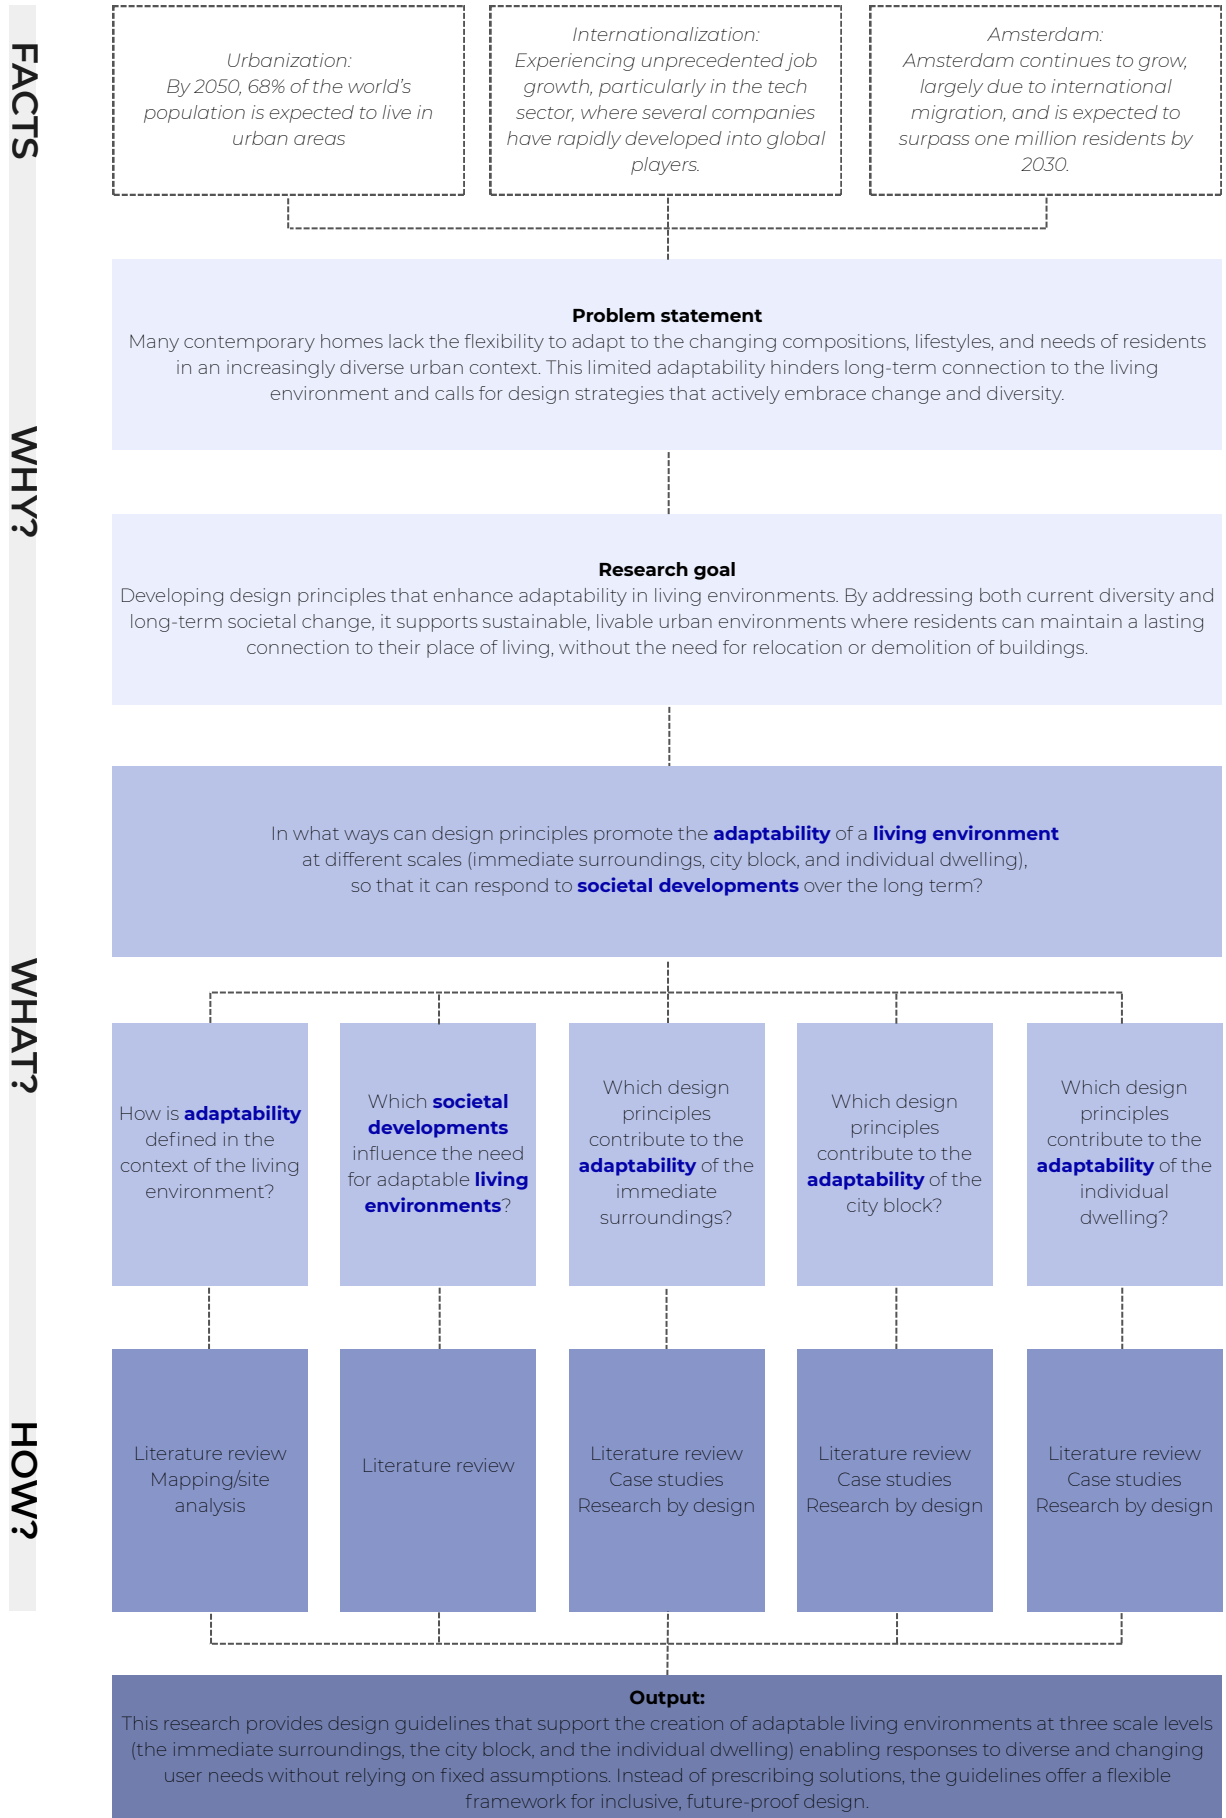 FACTS
Urbanization:
By 2050, 68% of the world's
population is expected to live in
urban areas
Internationalization:
Experiencing unprecedented job
growth, particularly in the tech
sector, where several companies
have rapidly developed into global
players.
Amsterdam:
Amsterdam continues to grow,
largely due to international
migration, and is expected to
surpass one million residents by
2030.
WHY?
Problem statement
Many contemporary homes lack the flexibility to adapt to the changing compositions, lifestyles, and needs of residents
in an increasingly diverse urban context. This limited adaptability hinders long-term connection to the living
environment and calls for design strategies that actively embrace change and diversity.
Research goal
Developing design principles that enhance adaptability in living environments. By addressing both current diversity and
long-term societal change, it supports sustainable, livable urban environments where residents can maintain a lasting
connection to their place of living, without the need for relocation or demolition of buildings.
WHAT?
In what ways can design principles promote the adaptability of a living environment
at different scales (immediate surroundings, city block, and individual dwelling),
so that it can respond to societal developments over the long term?
How is adaptability
defined in the
context of the living
environment?
Which societal
developments
influence the need
for adaptable living
environments?
Which design
principles
contribute to the
adaptability of the
immediate
surroundings?
Which design
principles
contribute to the
adaptability of the
city block?
Which design
principles
contribute to the
adaptability of the
individual
dwelling?
HOW?
Literature review
Mapping/site
analysis
Literature review
Literature review
Case studies
Research by design
Literature review
Case studies
Research by design
Literature review
Case studies
Research by design
Output:
This research provides design guidelines that support the creation of adaptable living environments at three scale levels
(the immediate surroundings, the city block, and the individual dwelling) enabling responses to diverse and changing
user needs without relying on fixed assumptions. Instead of prescribing solutions, the guidelines offer a flexible
framework for inclusive, future-proof design.